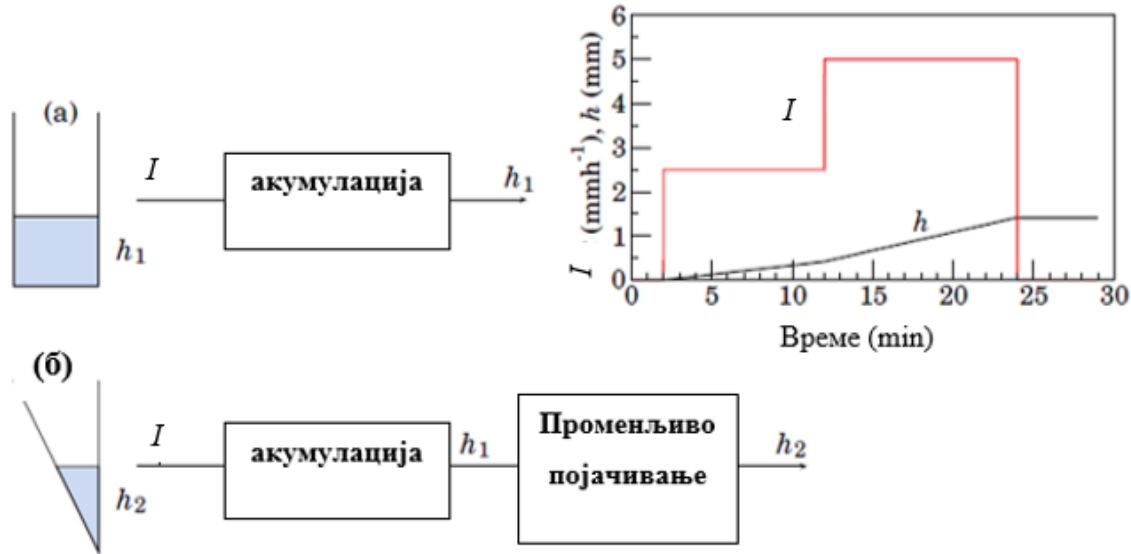 (а)
I
акумулација
h₁
h₁
6
5
4
3
2
1
0
I (mmh⁻¹), h (mm)
I
h
0 5 10 15 20 25 30
Време (min)
(б)
I
акумулација
h₁
Променљиво
појачивање
h₂
h₂